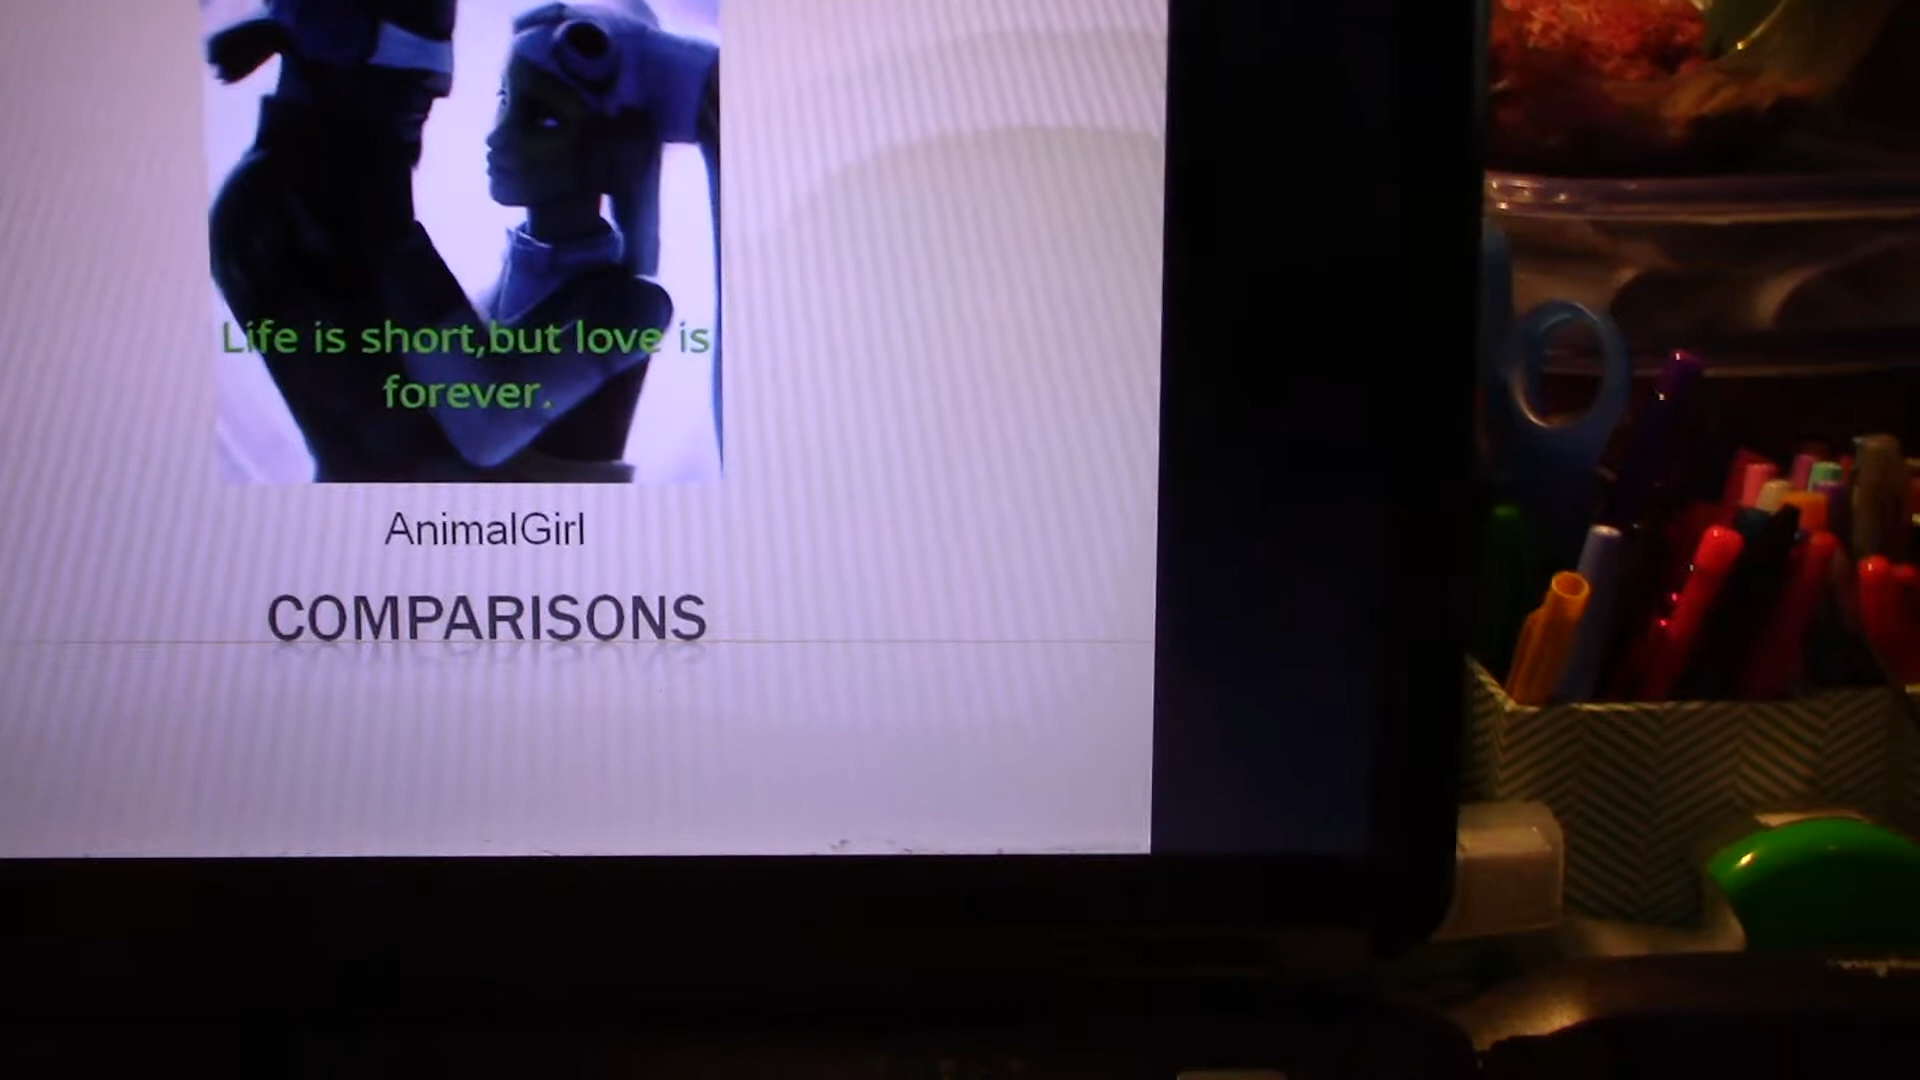 Life is short,but love is
forever.
AnimalGirl
COMPARISONS